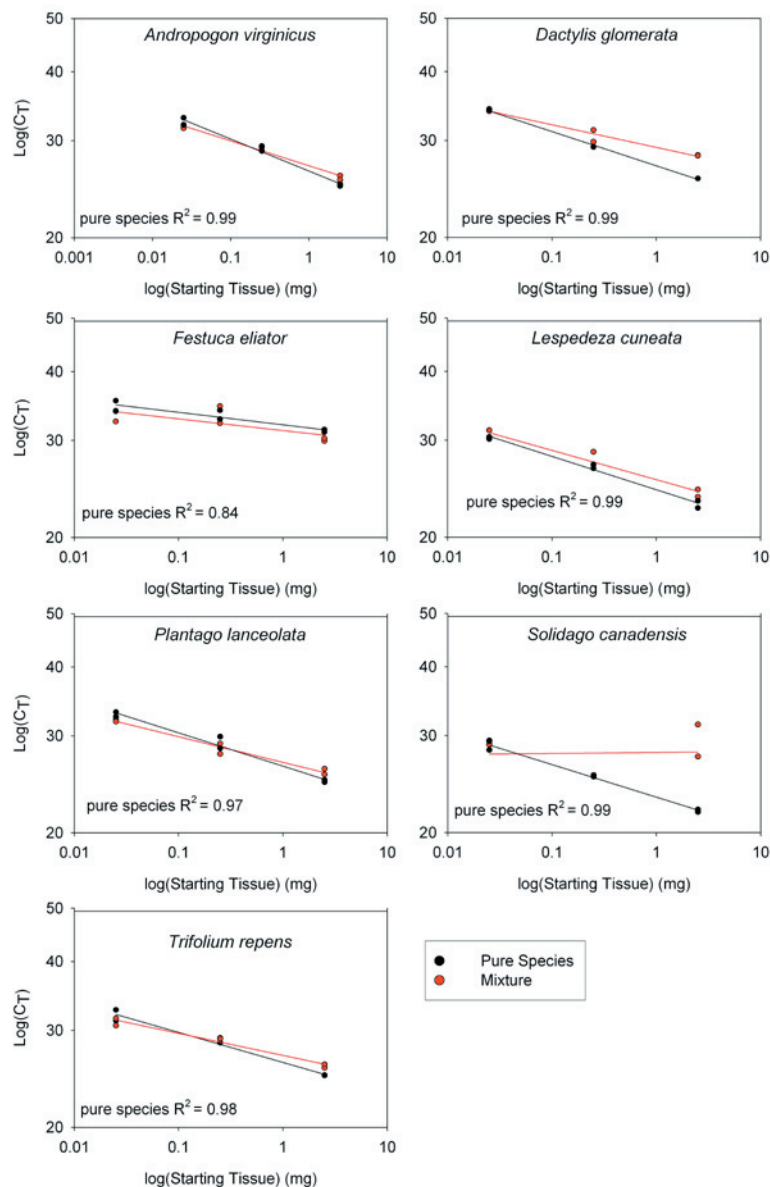 50
40
30
20
Log(CT)
Andropogon virginicus
pure species R2 = 0.99
0.001 0.01 0.1 1 10
log(Starting Tissue) (mg)
50
40
30
20
Log(CT)
Dactylis glomerata
pure species R2 = 0.99
0.01 0.1 1 10
log(Starting Tissue) (mg)
50
40
30
20
Log(CT)
Festuca eliator
pure species R2 = 0.84
0.01 0.1 1 10
log(Starting Tissue) (mg)
50
40
30
20
Log(CT)
Lespedeza cuneata
pure species R2 = 0.99
0.01 0.1 1 10
log(Starting Tissue) (mg)
50
40
30
20
Log(CT)
Plantago lanceolata
pure species R2 = 0.97
0.01 0.1 1 10
log(Starting Tissue) (mg)
50
40
30
20
Log(CT)
Solidago canadensis
pure species R2 = 0.99
0.01 0.1 1 10
log(Starting Tissue) (mg)
50
40
30
20
Log(CT)
Trifolium repens
pure species R2 = 0.98
0.01 0.1 1 10
log(Starting Tissue) (mg)
Pure Species
Mixture